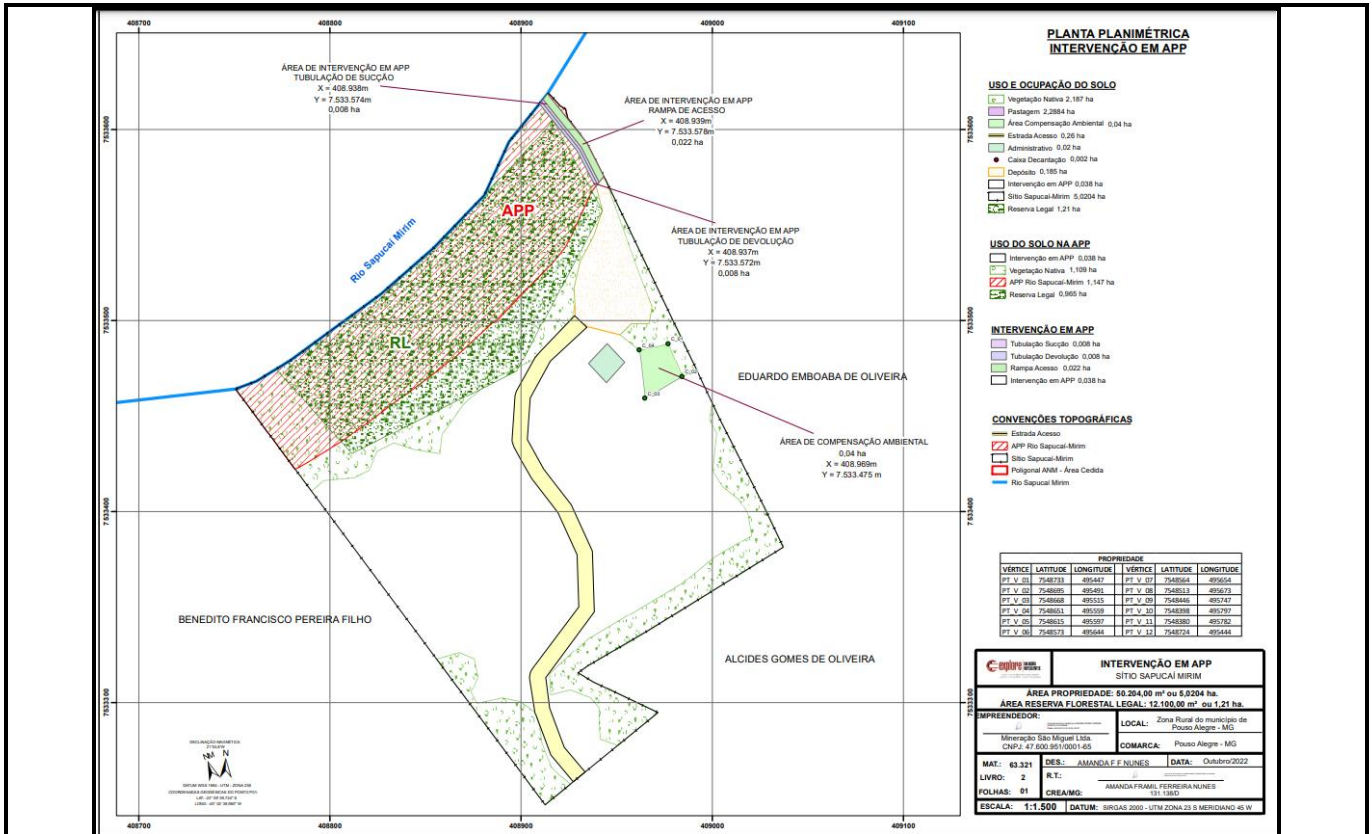 408700 408800 408900 409000 409100
ÁREA DE INTERVENÇÃO EM APP
TUBULAÇÃO DE SUCÇÃO
X = 408.938m
Y = 7.533.574m
0,008 ha
ÁREA DE INTERVENÇÃO EM APP
RAMPA DE ACESSO
X = 408.939m
Y = 7.533.578m
0,022 ha
7533600
7533600
APP
Rio Sapucaí Mirim
ÁREA DE INTERVENÇÃO EM APP
TUBULAÇÃO DE DEVOLUÇÃO
X = 408.937m
Y = 7.533.572m
0,008 ha
7533500
7533500
RL
EDUARDO EMBOABA DE OLIVEIRA
ÁREA DE COMPENSAÇÃO AMBIENTAL
0,04 ha
X = 408.969m
Y = 7.533.475 m
7533400
7533400
BENEDITO FRANCISCO PEREIRA FILHO
ALCIDES GOMES DE OLIVEIRA
7533300
7533300
NM N
408700 408800 408900 409000 409100
PLANTA PLANIMÉTRICA
INTERVENÇÃO EM APP
USO E OCUPAÇÃO DO SOLO
Vegetação Nativa 2,187 ha
Pastagem 2,2884 ha
Área Compensação Ambiental 0,04 ha
Estrada Acesso 0,26 ha
Administrativo 0,02 ha
Caixa Decantação 0,002 ha
Depósito 0,185 ha
Intervenção em APP 0,038 ha
Sítio Sapucaí-Mirim 5,0204 ha
Reserva Legal 1,21 ha
USO DO SOLO NA APP
Intervenção em APP 0,038 ha
Vegetação Nativa 1,109 ha
APP Rio Sapucaí-Mirim 1,147 ha
Reserva Legal 0,965 ha
INTERVENÇÃO EM APP
Tubulação Sucção 0,008 ha
Tubulação Devolução 0,008 ha
Rampa Acesso 0,022 ha
Intervenção em APP 0,038 ha
CONVENÇÕES TOPOGRÁFICAS
Estrada Acesso
APP Rio Sapucaí-Mirim
Sítio Sapucaí-Mirim
Poligonal ANM - Área Cedida
Rio Sapucaí Mirim
PROPRIEDADE
VÉRTICE LATITUDE LONGITUDE VÉRTICE LATITUDE LONGITUDE
PT_V_01 7548733 495447 PT_V_07 7548564 495654
PT_V_02 7548695 495491 PT_V_08 7548513 495673
PT_V_03 7548668 495515 PT_V_09 7548446 495747
PT_V_04 7548651 495559 PT_V_10 7548398 495797
PT_V_05 7548615 495597 PT_V_11 7548380 495782
PT_V_06 7548573 495644 PT_V_12 7548724 495444
explore
INTERVENÇÃO EM APP
SÍTIO SAPUCAÍ MIRIM
ÁREA PROPRIEDADE: 50.204,00 m² ou 5,0204 ha.
ÁREA RESERVA FLORESTAL LEGAL: 12.100,00 m² ou 1,21 ha.
EMPREENDEDOR:
Mineração São Miguel Ltda.
CNPJ: 47.600.951/0001-65
LOCAL: Zona Rural do município de
Pouso Alegre - MG
COMARCA: Pouso Alegre - MG
MAT.: 63.321
LIVRO: 2
FOLHAS: 01
DES.: AMANDA F F NUNES DATA: Outubro/2022
R.T.:
AMANDA FRAMIL FERREIRA NUNES
CREA/MG: 131.138/D
ESCALA: 1:1.500 DATUM: SIRGAS 2000 - UTM ZONA 23 S MERIDIANO 45 W